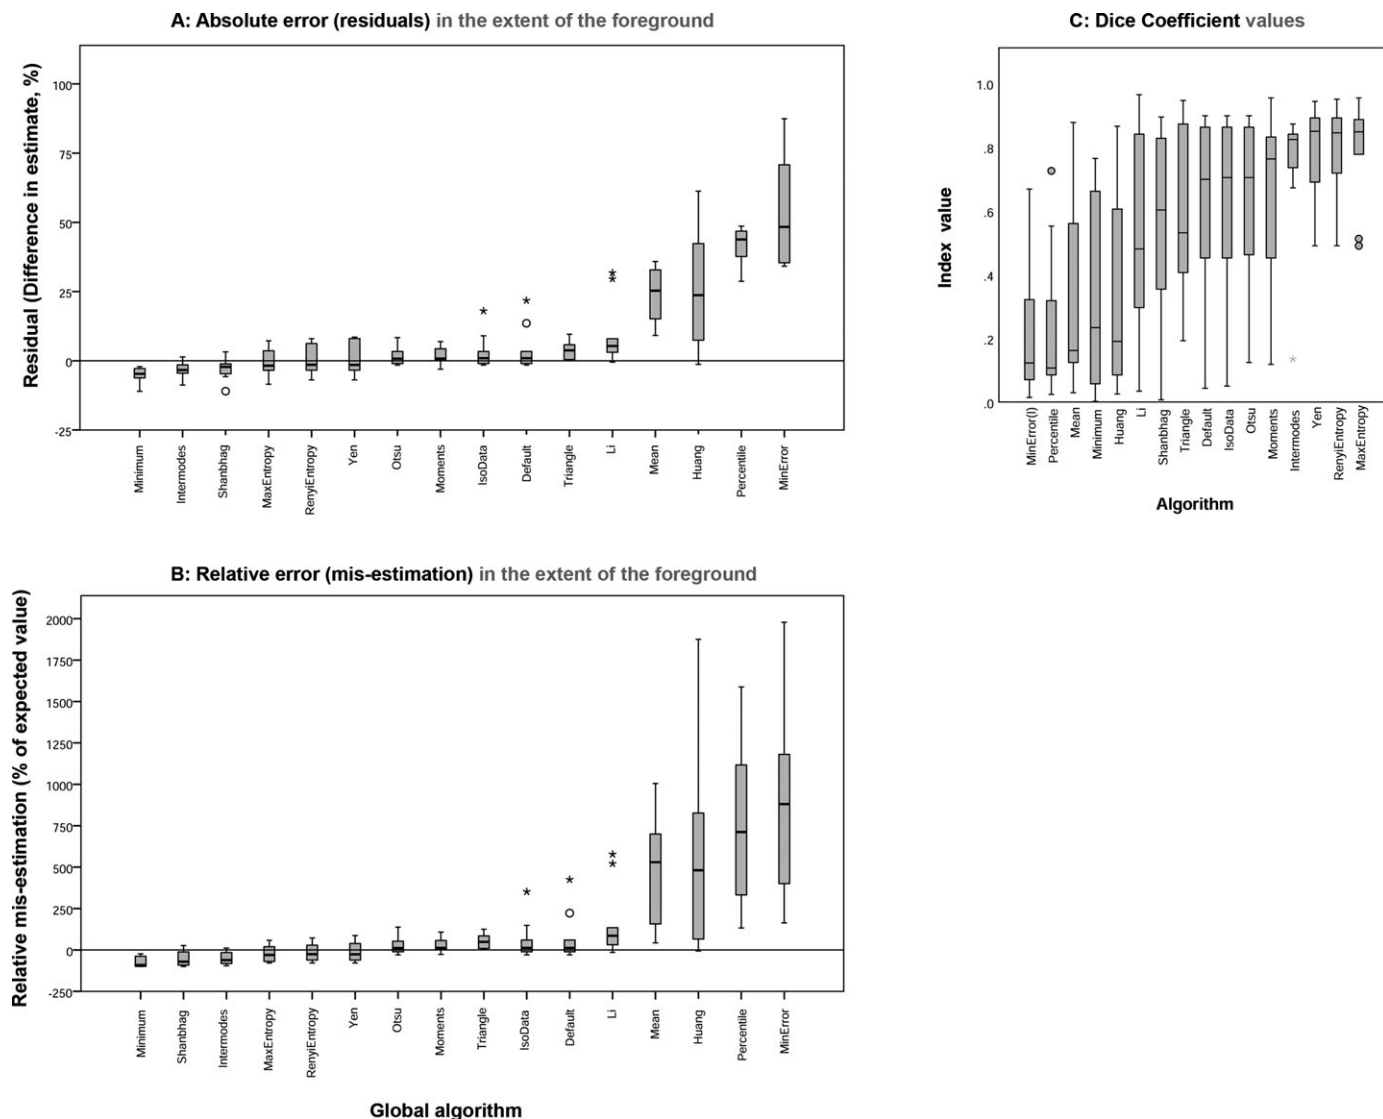 A: Absolute error (residuals) in the extent of the foreground
Residual (Difference in estimate, %)
100
75
50
25
0
-25
Minimum
Intermodes
Shanbhag
MaxEntropy
RenyiEntropy
Yen
Otsu
Moments
IsoData
Default
Triangle
Li
Mean
Huang
Percentile
MinError
C: Dice Coefficient values
Index value
1.0
.8
.6
.4
.2
.0
MinError(I)
Percentile
Mean
Minimum
Huang
Li
Shanbhag
Triangle
Default
IsoData
Otsu
Moments
Intermodes
Yen
RenyiEntropy
MaxEntropy
Algorithm
B: Relative error (mis-estimation) in the extent of the foreground
Relative mis-estimation (% of expected value)
2000
1750
1500
1250
1000
750
500
250
0
-250
Minimum
Shanbhag
Intermodes
MaxEntropy
RenyiEntropy
Yen
Otsu
Moments
Triangle
IsoData
Default
Li
Mean
Huang
Percentile
MinError
Global algorithm